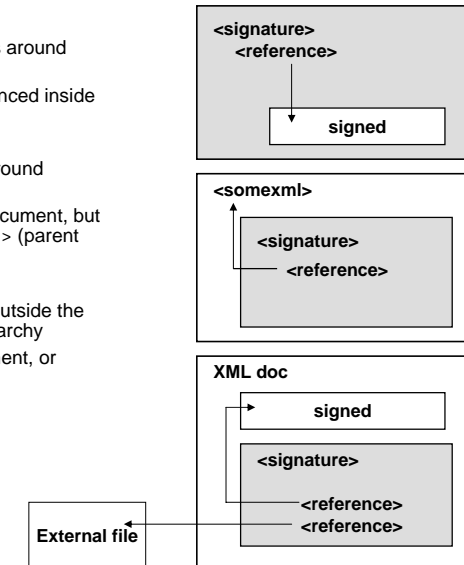 s around
nced inside
ound
cument, but
> (parent
utside the
archy
ent, or
<signature>
<reference>
signed
<somexml>
<signature>
<reference>
XML doc
signed
<signature>
<reference>
<reference>
External file